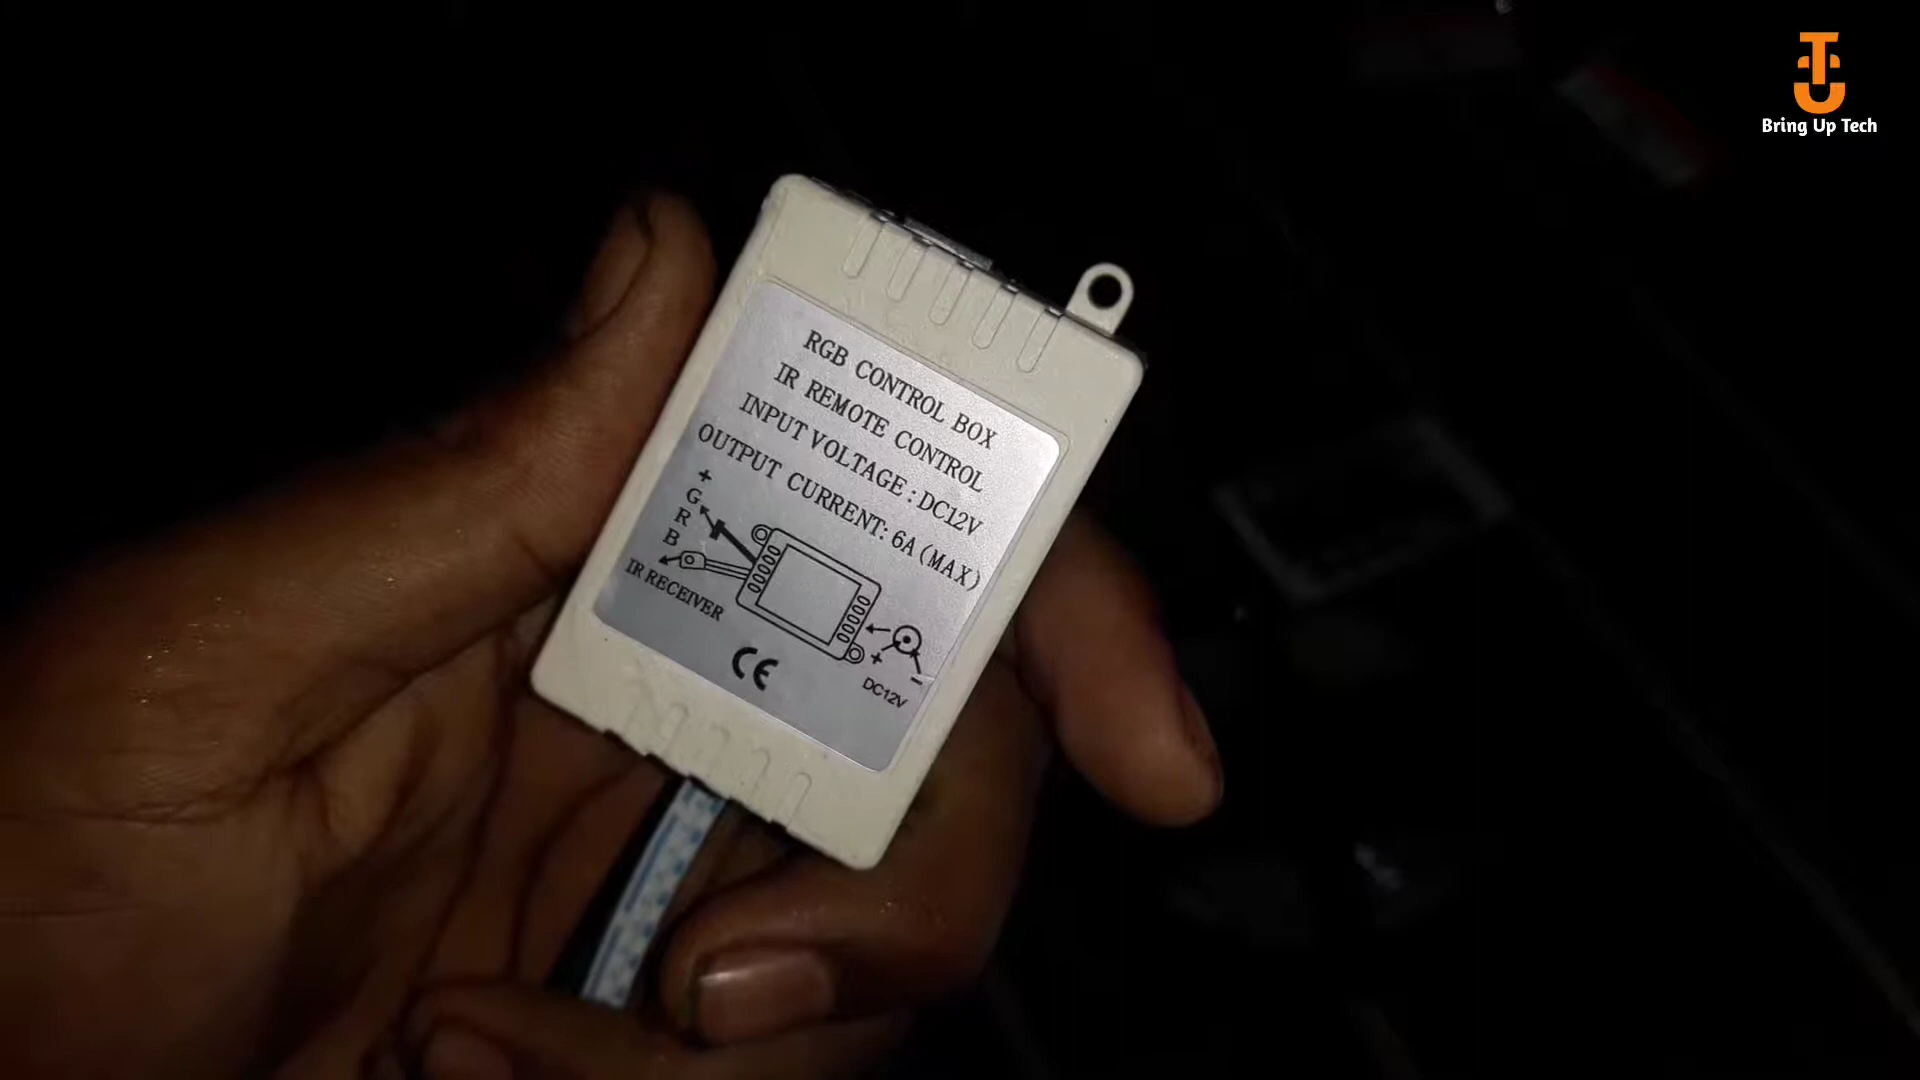 Bring Up Tech
RGB CONTROL BOX
IR REMOTE CONTROL
INPUT VOLTAGE : DC12V
OUTPUT CURRENT: 6A (MAX)
+
G
R
B
IR RECEIVER
+
-
DC12V
CE